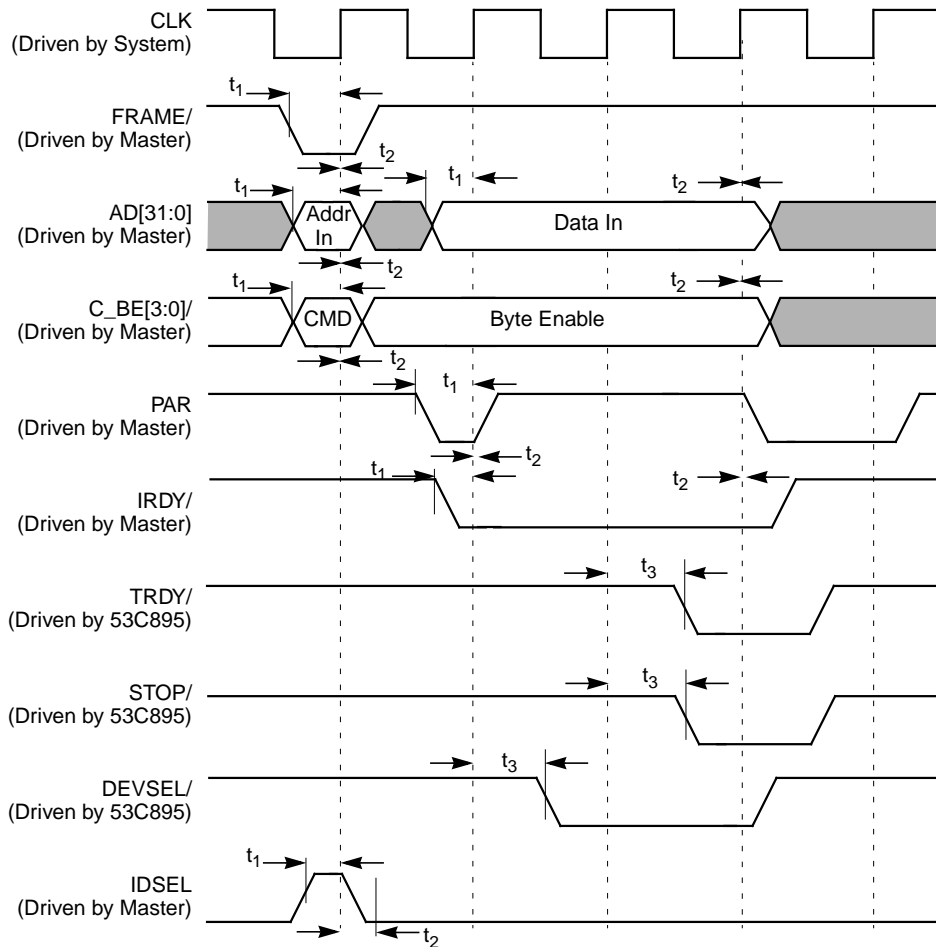 CLK
(Driven by System)
t1
FRAME/
(Driven by Master)
t2
t1
t1
t2
AD[31:0]
(Driven by Master)
Addr
In
Data In
t2
t1
t2
C_BE[3:0]/
(Driven by Master)
CMD
Byte Enable
t2
t1
PAR
(Driven by Master)
t2
t1
t2
IRDY/
(Driven by Master)
t3
TRDY/
(Driven by 53C895)
t3
STOP/
(Driven by 53C895)
t3
DEVSEL/
(Driven by 53C895)
t1
IDSEL
(Driven by Master)
t2